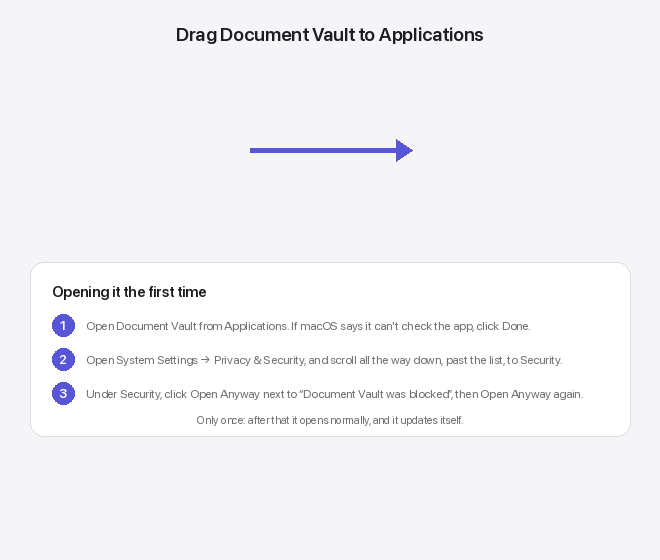 Drag Document Vault to Applications
Opening it the first time
1 Open Document Vault from Applications. If macOS says it can't check the app, click Done.
2 Open System Settings → Privacy & Security, and scroll all the way down, past the list, to Security.
3 Under Security, click Open Anyway next to “Document Vault was blocked”, then Open Anyway again.
Only once: after that it opens normally, and it updates itself.